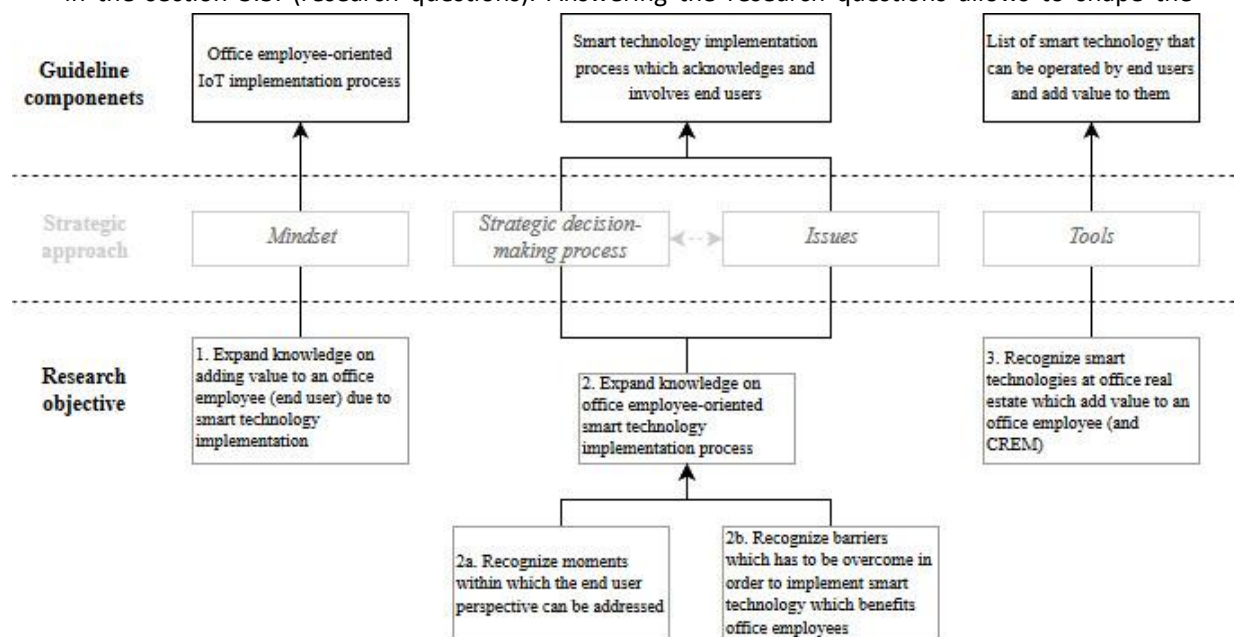 in the section (research questions). Answering the research questions allows to shape the
Guideline
componenets
Office employee-oriented
IoT implementation process
Smart technology implementation
process which acknowledges and
involves end users
List of smart technology that
can be operated by end users
and add value to them
Strategic
approach
Mindset
Strategic decision-
making process
Issues
Tools
Research
objective
1. Expand knowledge on
adding value to an office
employee (end user) due to
smart technology
implementation
2. Expand knowledge on
office employee-oriented
smart technology
implementation process
3. Recognize smart
technologies at office real
estate which add value to an
office employee (and
CREM)
2a. Recognize moments
within which the end user
perspective can be addressed
2b. Recognize barriers
which has to be overcome in
order to implement smart
technology which benefits
office employees